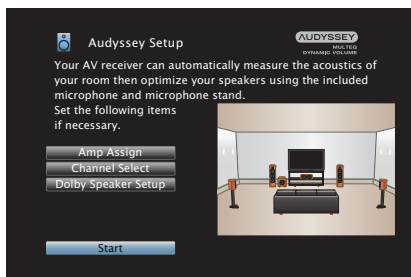 Audyssey Setup
AUDYSSEY
MULTEQ
DYNAMIC VOLUME
Your AV receiver can automatically measure the acoustics of
your room then optimize your speakers using the included
microphone and microphone stand.
Set the following items
if necessary.
Amp Assign
Channel Select
Dolby Speaker Setup
Start